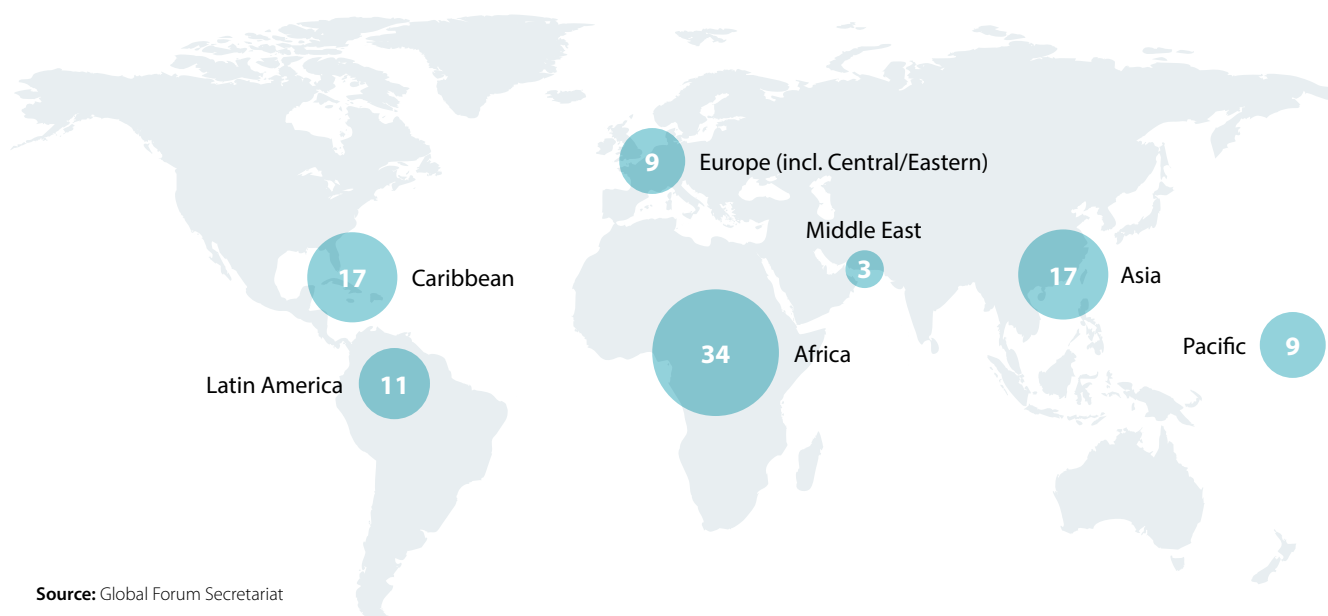 9 Europe (incl. Central/Eastern)
Middle East
3
17 Caribbean
17 Asia
Pacific 9
34 Africa
Latin America 11
Source: Global Forum Secretariat